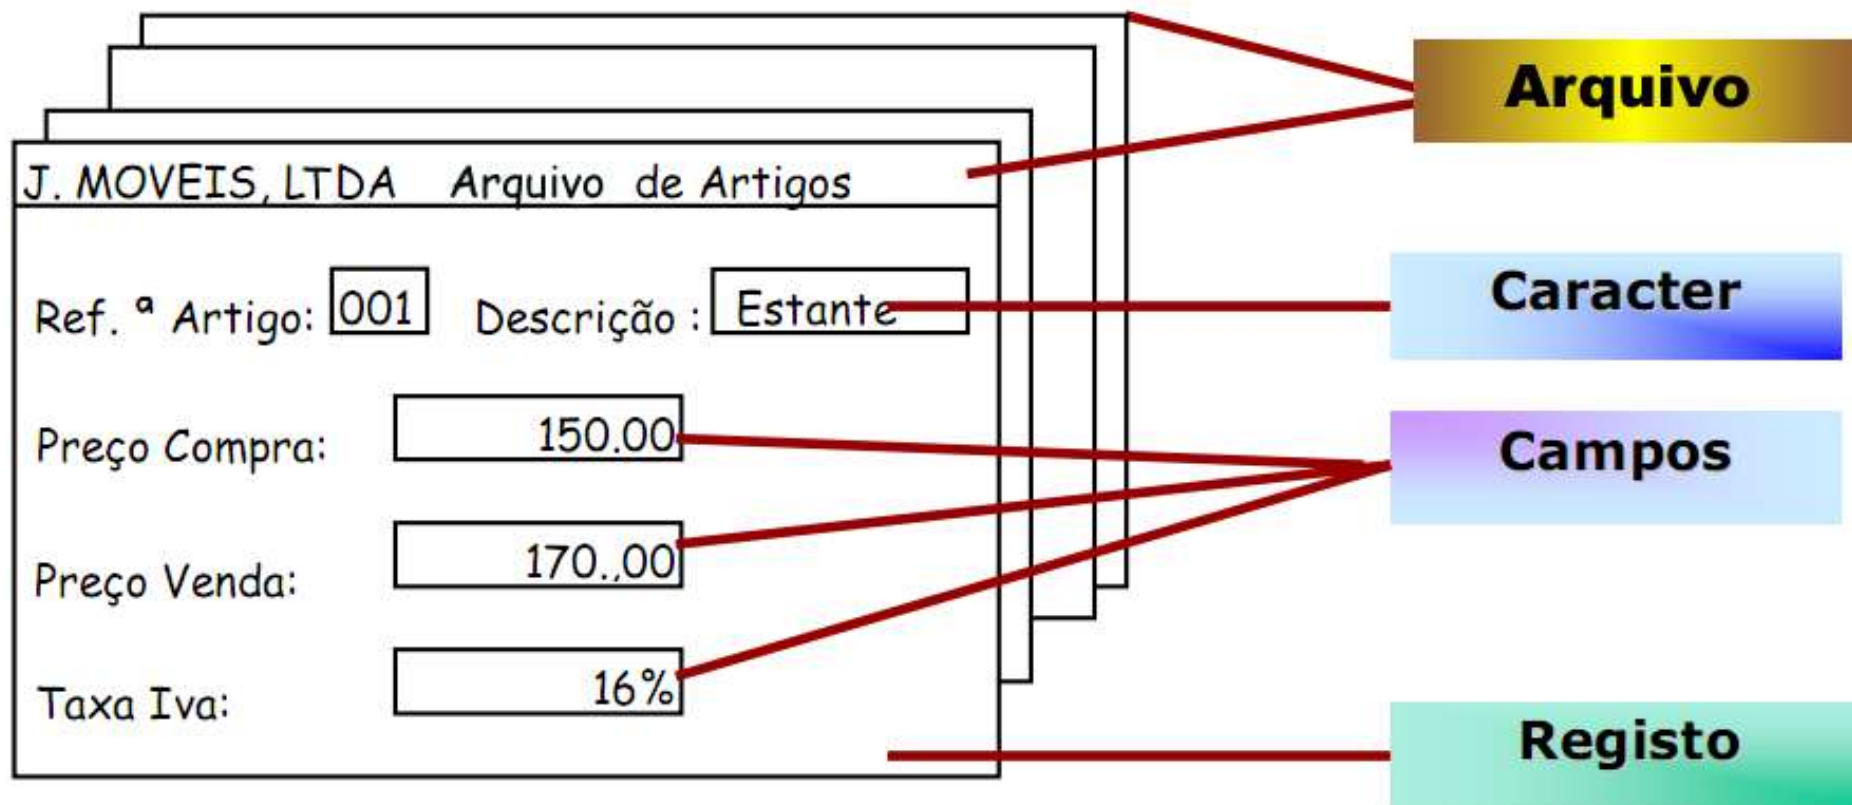 Arquivo
J. MOVEIS, LTDA Arquivo de Artigos
Ref. ª Artigo: 001 Descrição : Estante
Caracter
Preço Compra: 150.00
Campos
Preço Venda: 170.,00
Taxa Iva: 16%
Registo